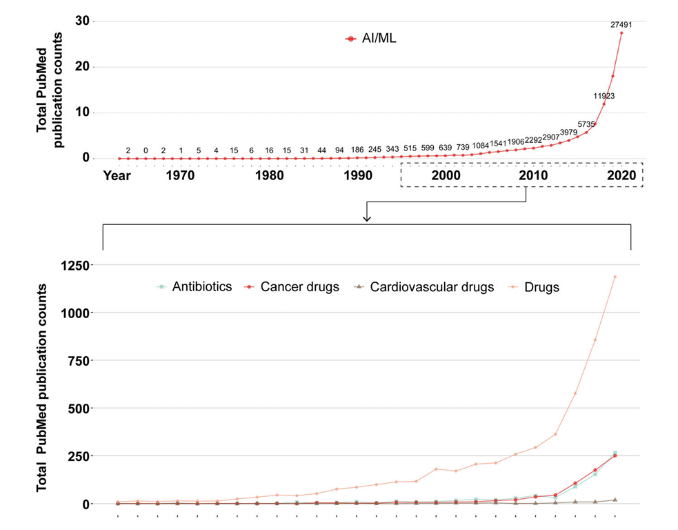 Total PubMed
publication counts
30
20
10
0
AI/ML
2 0 2 1 5 4 15 6 16 15 31 44 94 186 245 343 515 599 639 739 1084 1541 1906 2292 2907 3979 5735 11923 27491
Year 1970 1980 1990 2000 2010 2020
Total PubMed publication counts
1250
1000
750
500
250
0
Antibiotics Cancer drugs Cardiovascular drugs Drugs